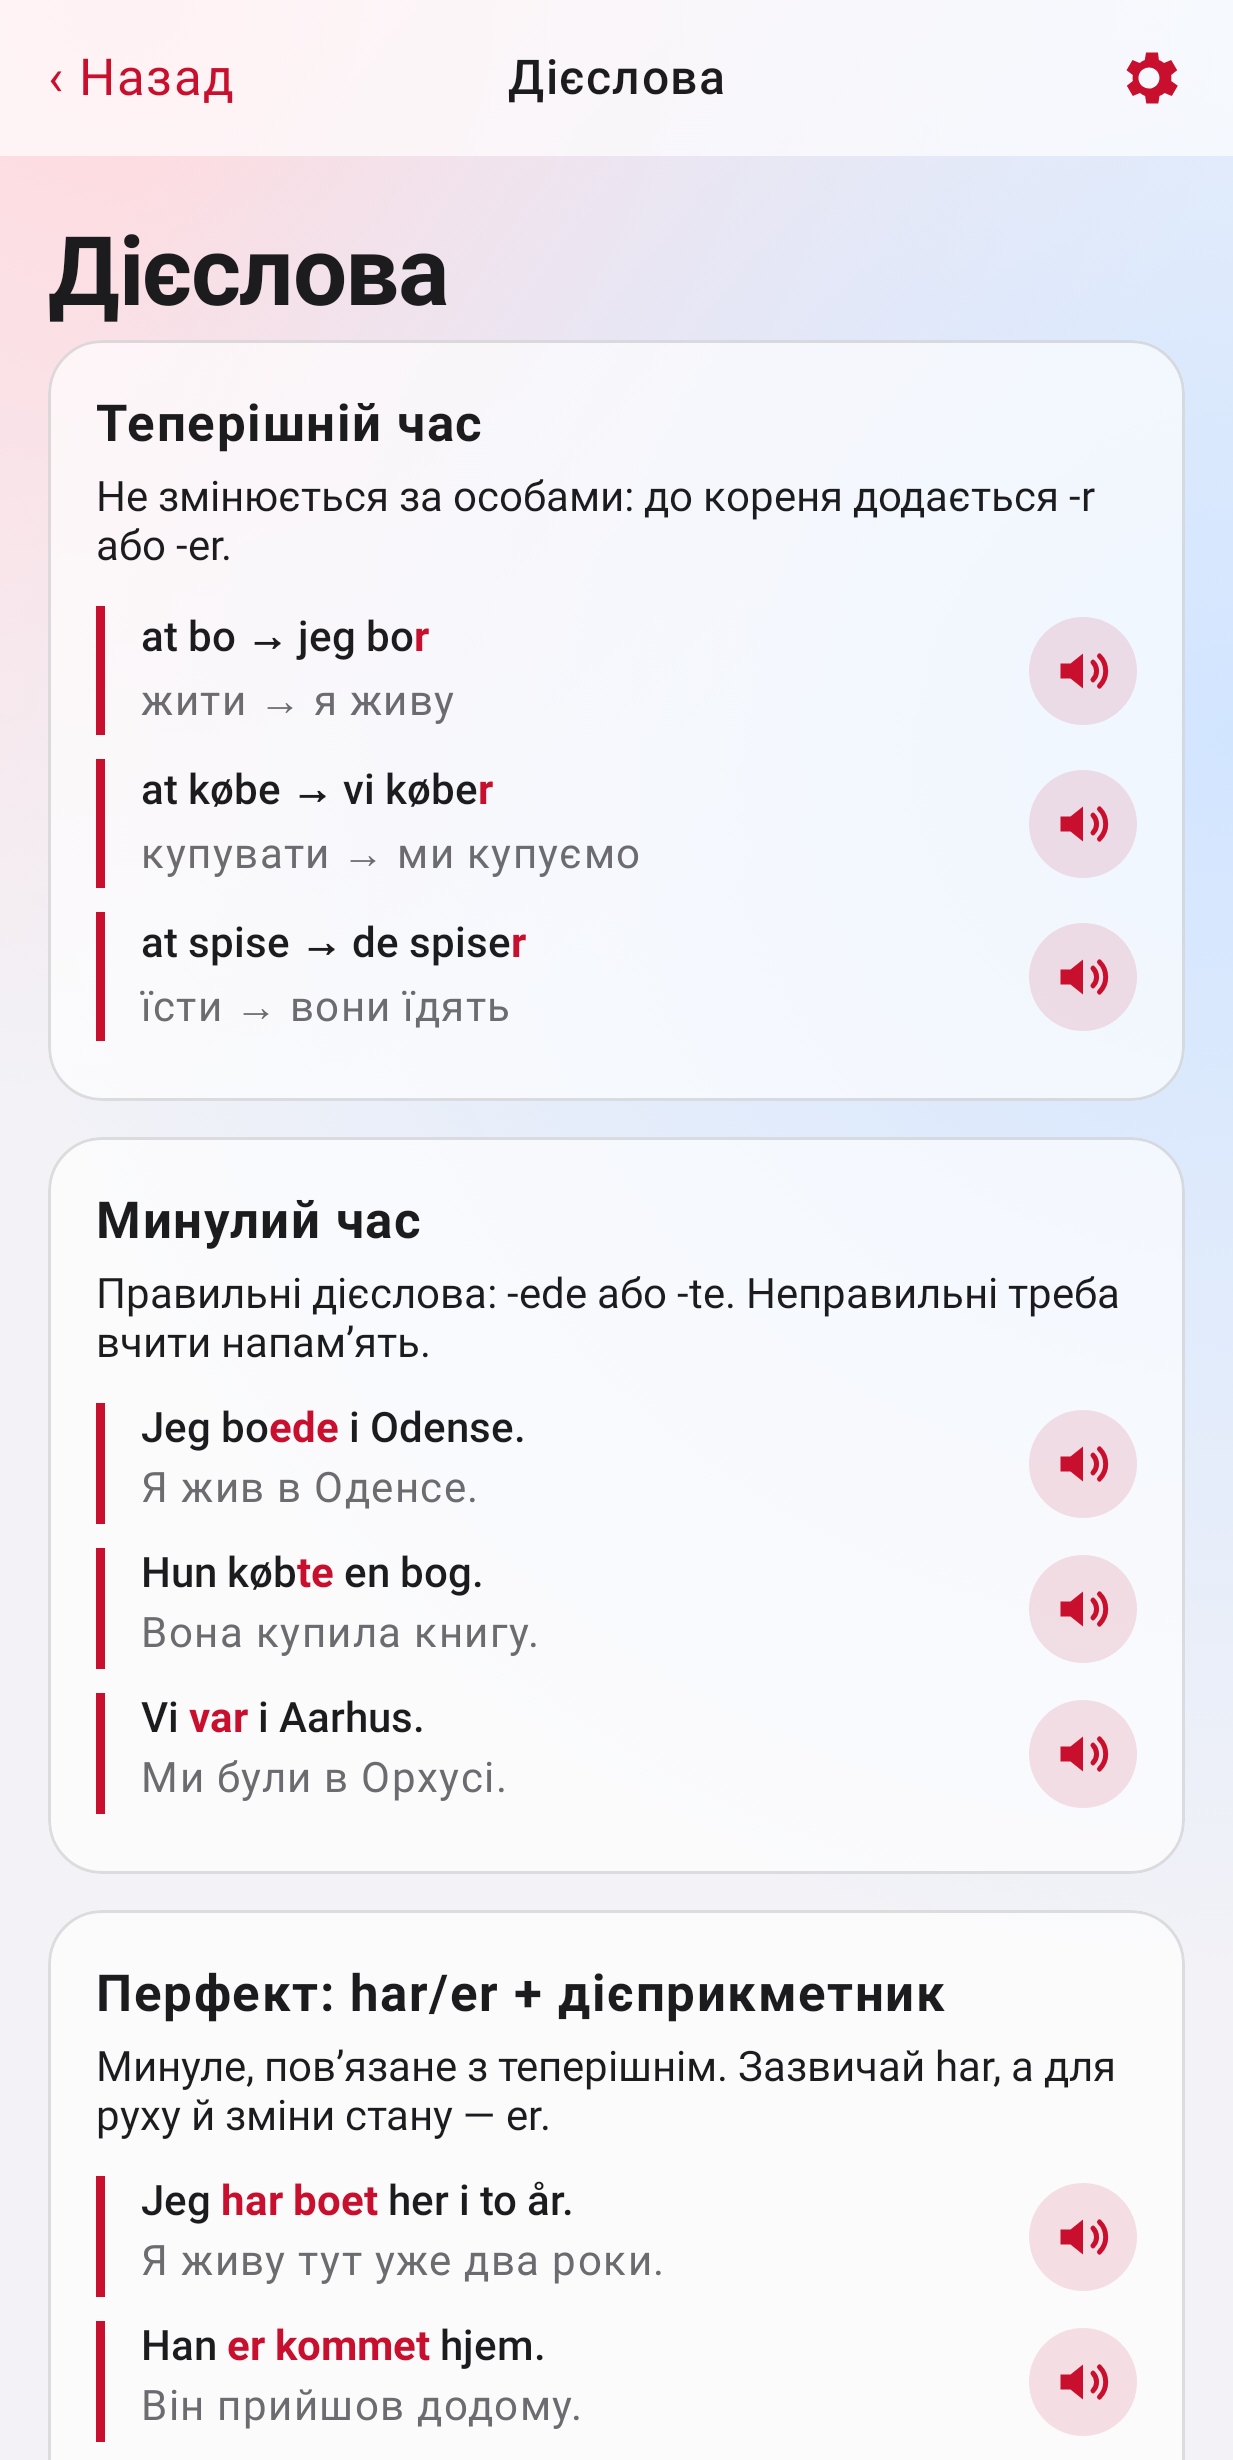 ‹ Назад
Дієслова
Дієслова
Теперішній час
Не змінюється за особами: до кореня додається -r
або -er.
at bo → jeg bor
жити → я живу
at købe → vi køber
купувати → ми купуємо
at spise → de spiser
їсти → вони їдять
Минулий час
Правильні дієслова: -ede або -te. Неправильні треба
вчити напам’ять.
Jeg boede i Odense.
Я жив в Оденсе.
Hun købte en bog.
Вона купила книгу.
Vi var i Aarhus.
Ми були в Орхусі.
Перфект: har/er + дієприкметник
Минуле, пов’язане з теперішнім. Зазвичай har, а для
руху й зміни стану — er.
Jeg har boet her i to år.
Я живу тут уже два роки.
Han er kommet hjem.
Він прийшов додому.